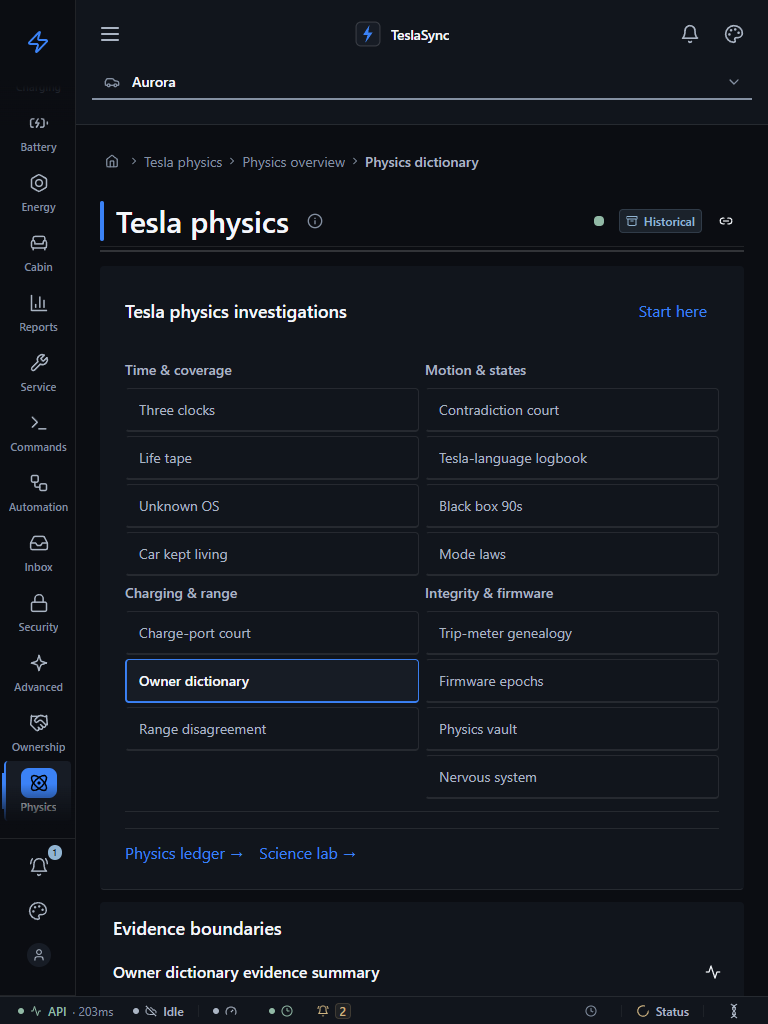 TeslaSync
Aurora
Charging
Battery
Energy
Cabin
Reports
Service
Commands
Automation
Inbox
Security
Advanced
Ownership
Physics
1
Tesla physics
Physics overview
Physics dictionary
Tesla physics
Historical
Tesla physics investigations
Start here
Time & coverage
Three clocks
Life tape
Unknown OS
Car kept living
Motion & states
Contradiction court
Tesla-language logbook
Black box 90s
Mode laws
Charging & range
Charge-port court
Owner dictionary
Range disagreement
Integrity & firmware
Trip-meter genealogy
Firmware epochs
Physics vault
Nervous system
Physics ledger →
Science lab →
Evidence boundaries
Owner dictionary evidence summary
API · 203ms
Idle
2
Status